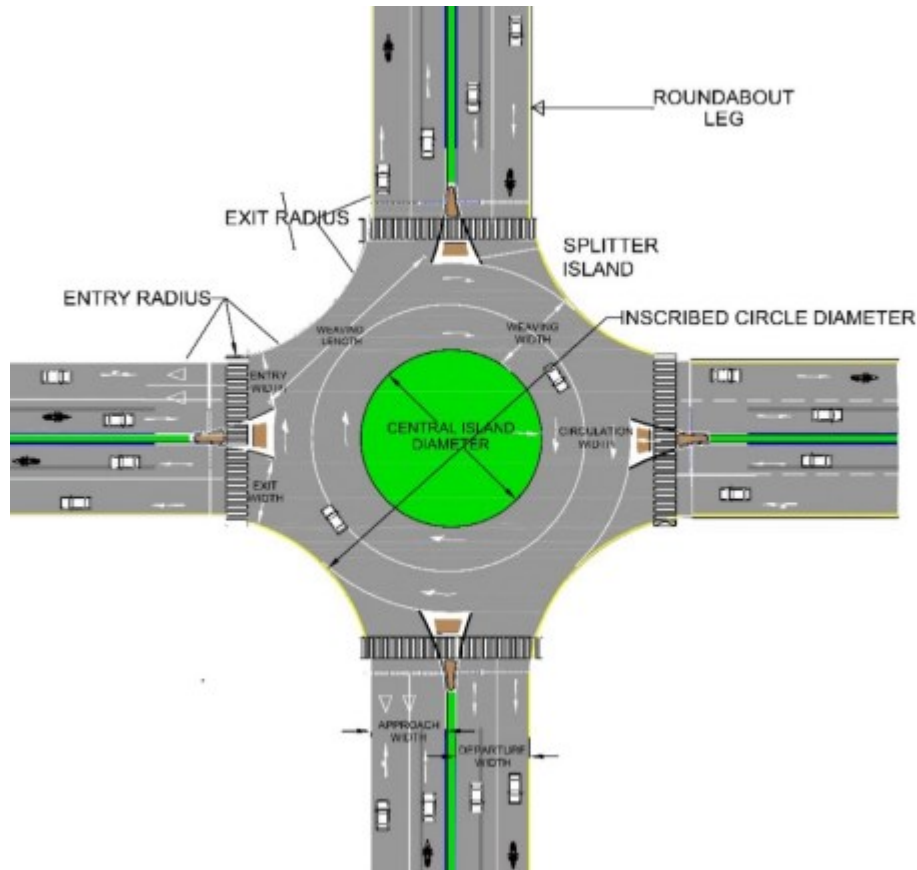 ROUNDABOUT
LEG
EXIT RADIUS
SPLITTER
ISLAND
ENTRY RADIUS
INSCRIBED CIRCLE DIAMETER
WEAVING
LENGTH
WEAVING
WIDTH
ENTRY
WIDTH
CENTRAL ISLAND
DIAMETER
CIRCULATION
WIDTH
EXIT
WIDTH
APPROACH
WIDTH
DEPARTURE
WIDTH